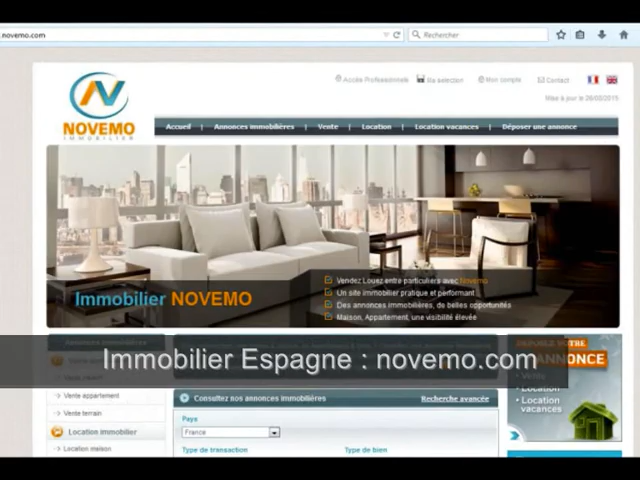 novemo.com
Rechercher
Accès Professionnels
Ma selection
Mon compte
Contact
Mise à jour le 26/02/2015
NOVEMO
IMMOBILIER
Accueil | Annonces immobilières | Vente | Location | Location vacances | Déposer une annonce
Vendez Louez entre particuliers avec Novemo
Un site immobilier pratique et performant
Des annonces immobilières, de belles opportunités
Maison, Appartement, une visibilité élevée
Immobilier NOVEMO
Immobilier Espagne : novemo.com
DEPOSEZ VOTRE
ANNONCE
• Vente
• Location
• Location
vacances
Vente appartement
Vente terrain
Location immobilier
Location maison
Consultez nos annonces immobilières
Recherche avancée
Pays
France
Type de transaction
Type de bien